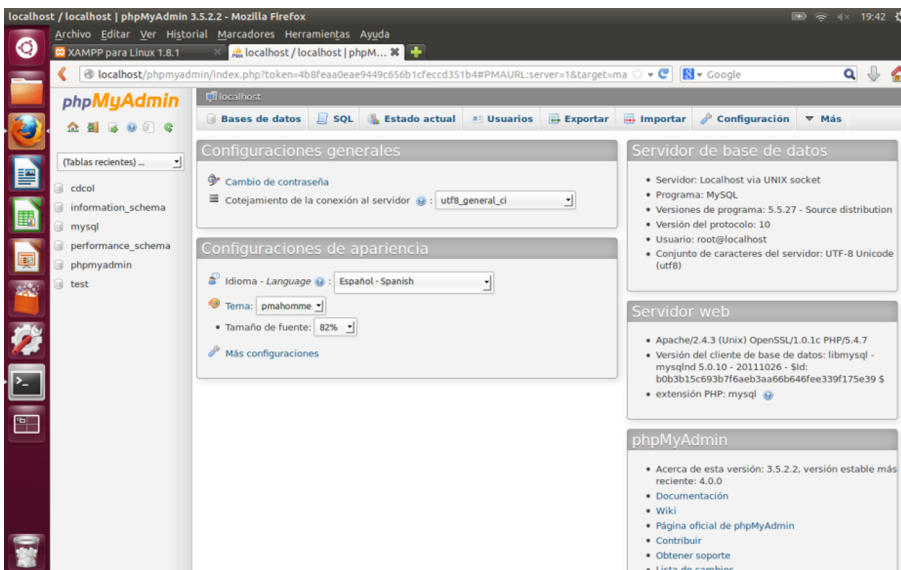 localhost / localhost | phpMyAdmin 3.5.2.2 - Mozilla Firefox
19:42
Archivo Editar Ver Historial Marcadores Herramientas Ayuda
XAMPP para Linux 1.8.1
localhost / localhost | phpM...
localhost/phpmyadmin/index.php?token=4b8feaa0eae9449c656b1cfeccd351b4#PMAURL:server=1&target=ma
Google
phpMyAdmin
(Tablas recientes) ...
cdcol
information_schema
mysql
performance_schema
phpmyadmin
test
localhost
Bases de datos SQL Estado actual Usuarios Exportar Importar Configuración Más
Configuraciones generales
Cambio de contraseña
Cotejamiento de la conexión al servidor : utf8_general_ci
Configuraciones de apariencia
Idioma - Language : Español - Spanish
Tema: pmahomme
Tamaño de fuente: 82%
Más configuraciones
Servidor de base de datos
Servidor: Localhost via UNIX socket
Programa: MySQL
Versiones de programa: 5.5.27 - Source distribution
Versión del protocolo: 10
Usuario: root@localhost
Conjunto de caracteres del servidor: UTF-8 Unicode
(utf8)
Servidor web
Apache/2.4.3 (Unix) OpenSSL/1.0.1c PHP/5.4.7
Versión del cliente de base de datos: libmysql -
mysqlnd 5.0.10 - 20111026 - $Id:
b0b3b15c693b7f6aeb3aa66b646fee339f175e39 $
extensión PHP: mysql
phpMyAdmin
Acerca de esta versión: 3.5.2.2, versión estable más
reciente: 4.0.0
Documentación
Wiki
Página oficial de phpMyAdmin
Contribuir
Obtener soporte
Lista de cambios